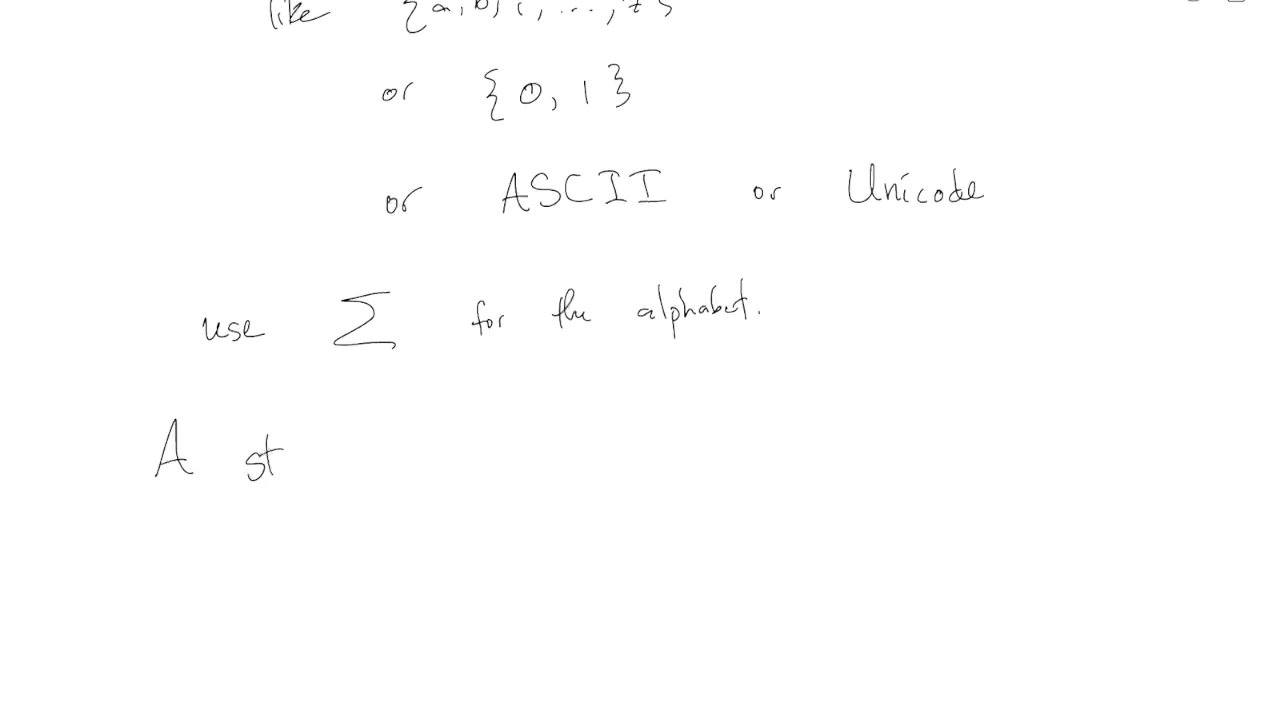 like {a, b, c, ..., z}
or {0, 1}
or ASCII or Unicode
use Σ for the alphabet.
A st